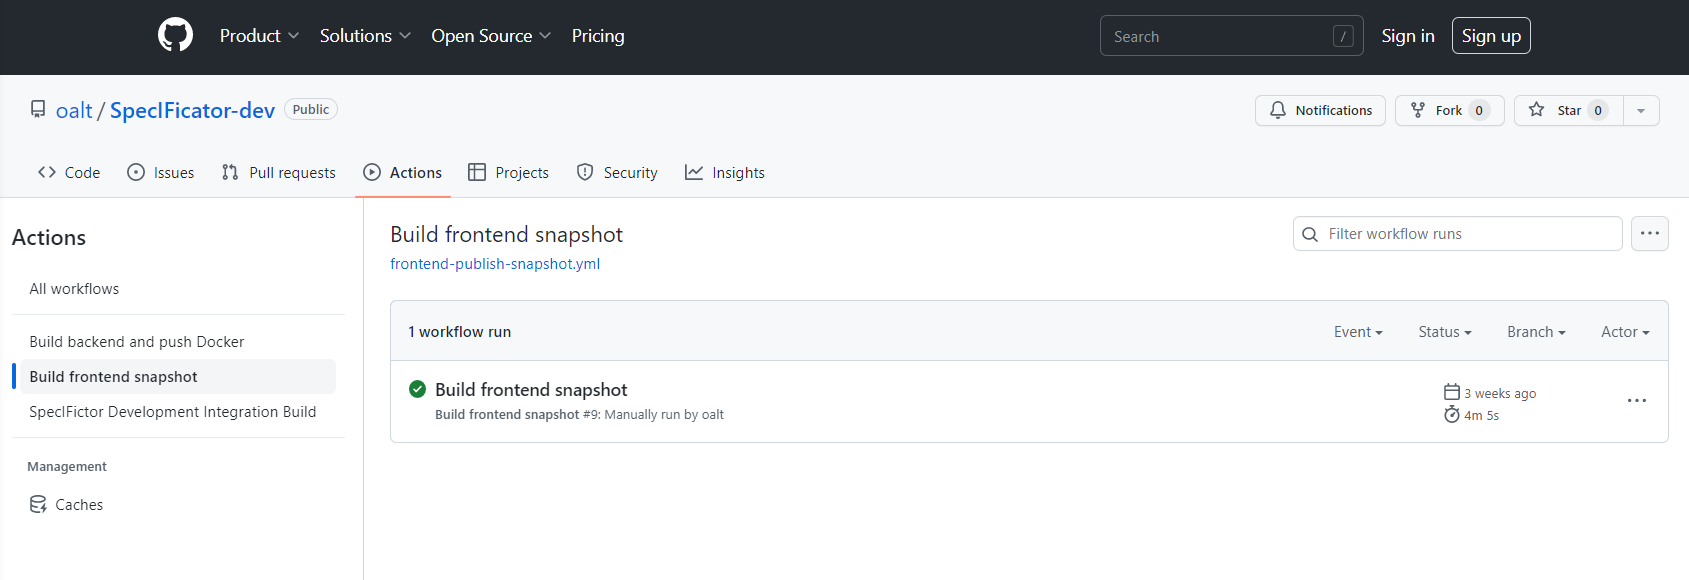 Product Solutions Open Source Pricing Search / Sign in Sign up
oalt / SpecIFicator-dev Public Notifications Fork 0 Star 0
Code Issues Pull requests Actions Projects Security Insights
Actions
All workflows
Build backend and push Docker
Build frontend snapshot
SpecIFictor Development Integration Build
Management
Caches
Build frontend snapshot
frontend-publish-snapshot.yml
Filter workflow runs
1 workflow run Event Status Branch Actor
Build frontend snapshot
Build frontend snapshot #9: Manually run by oalt
3 weeks ago
4m 5s